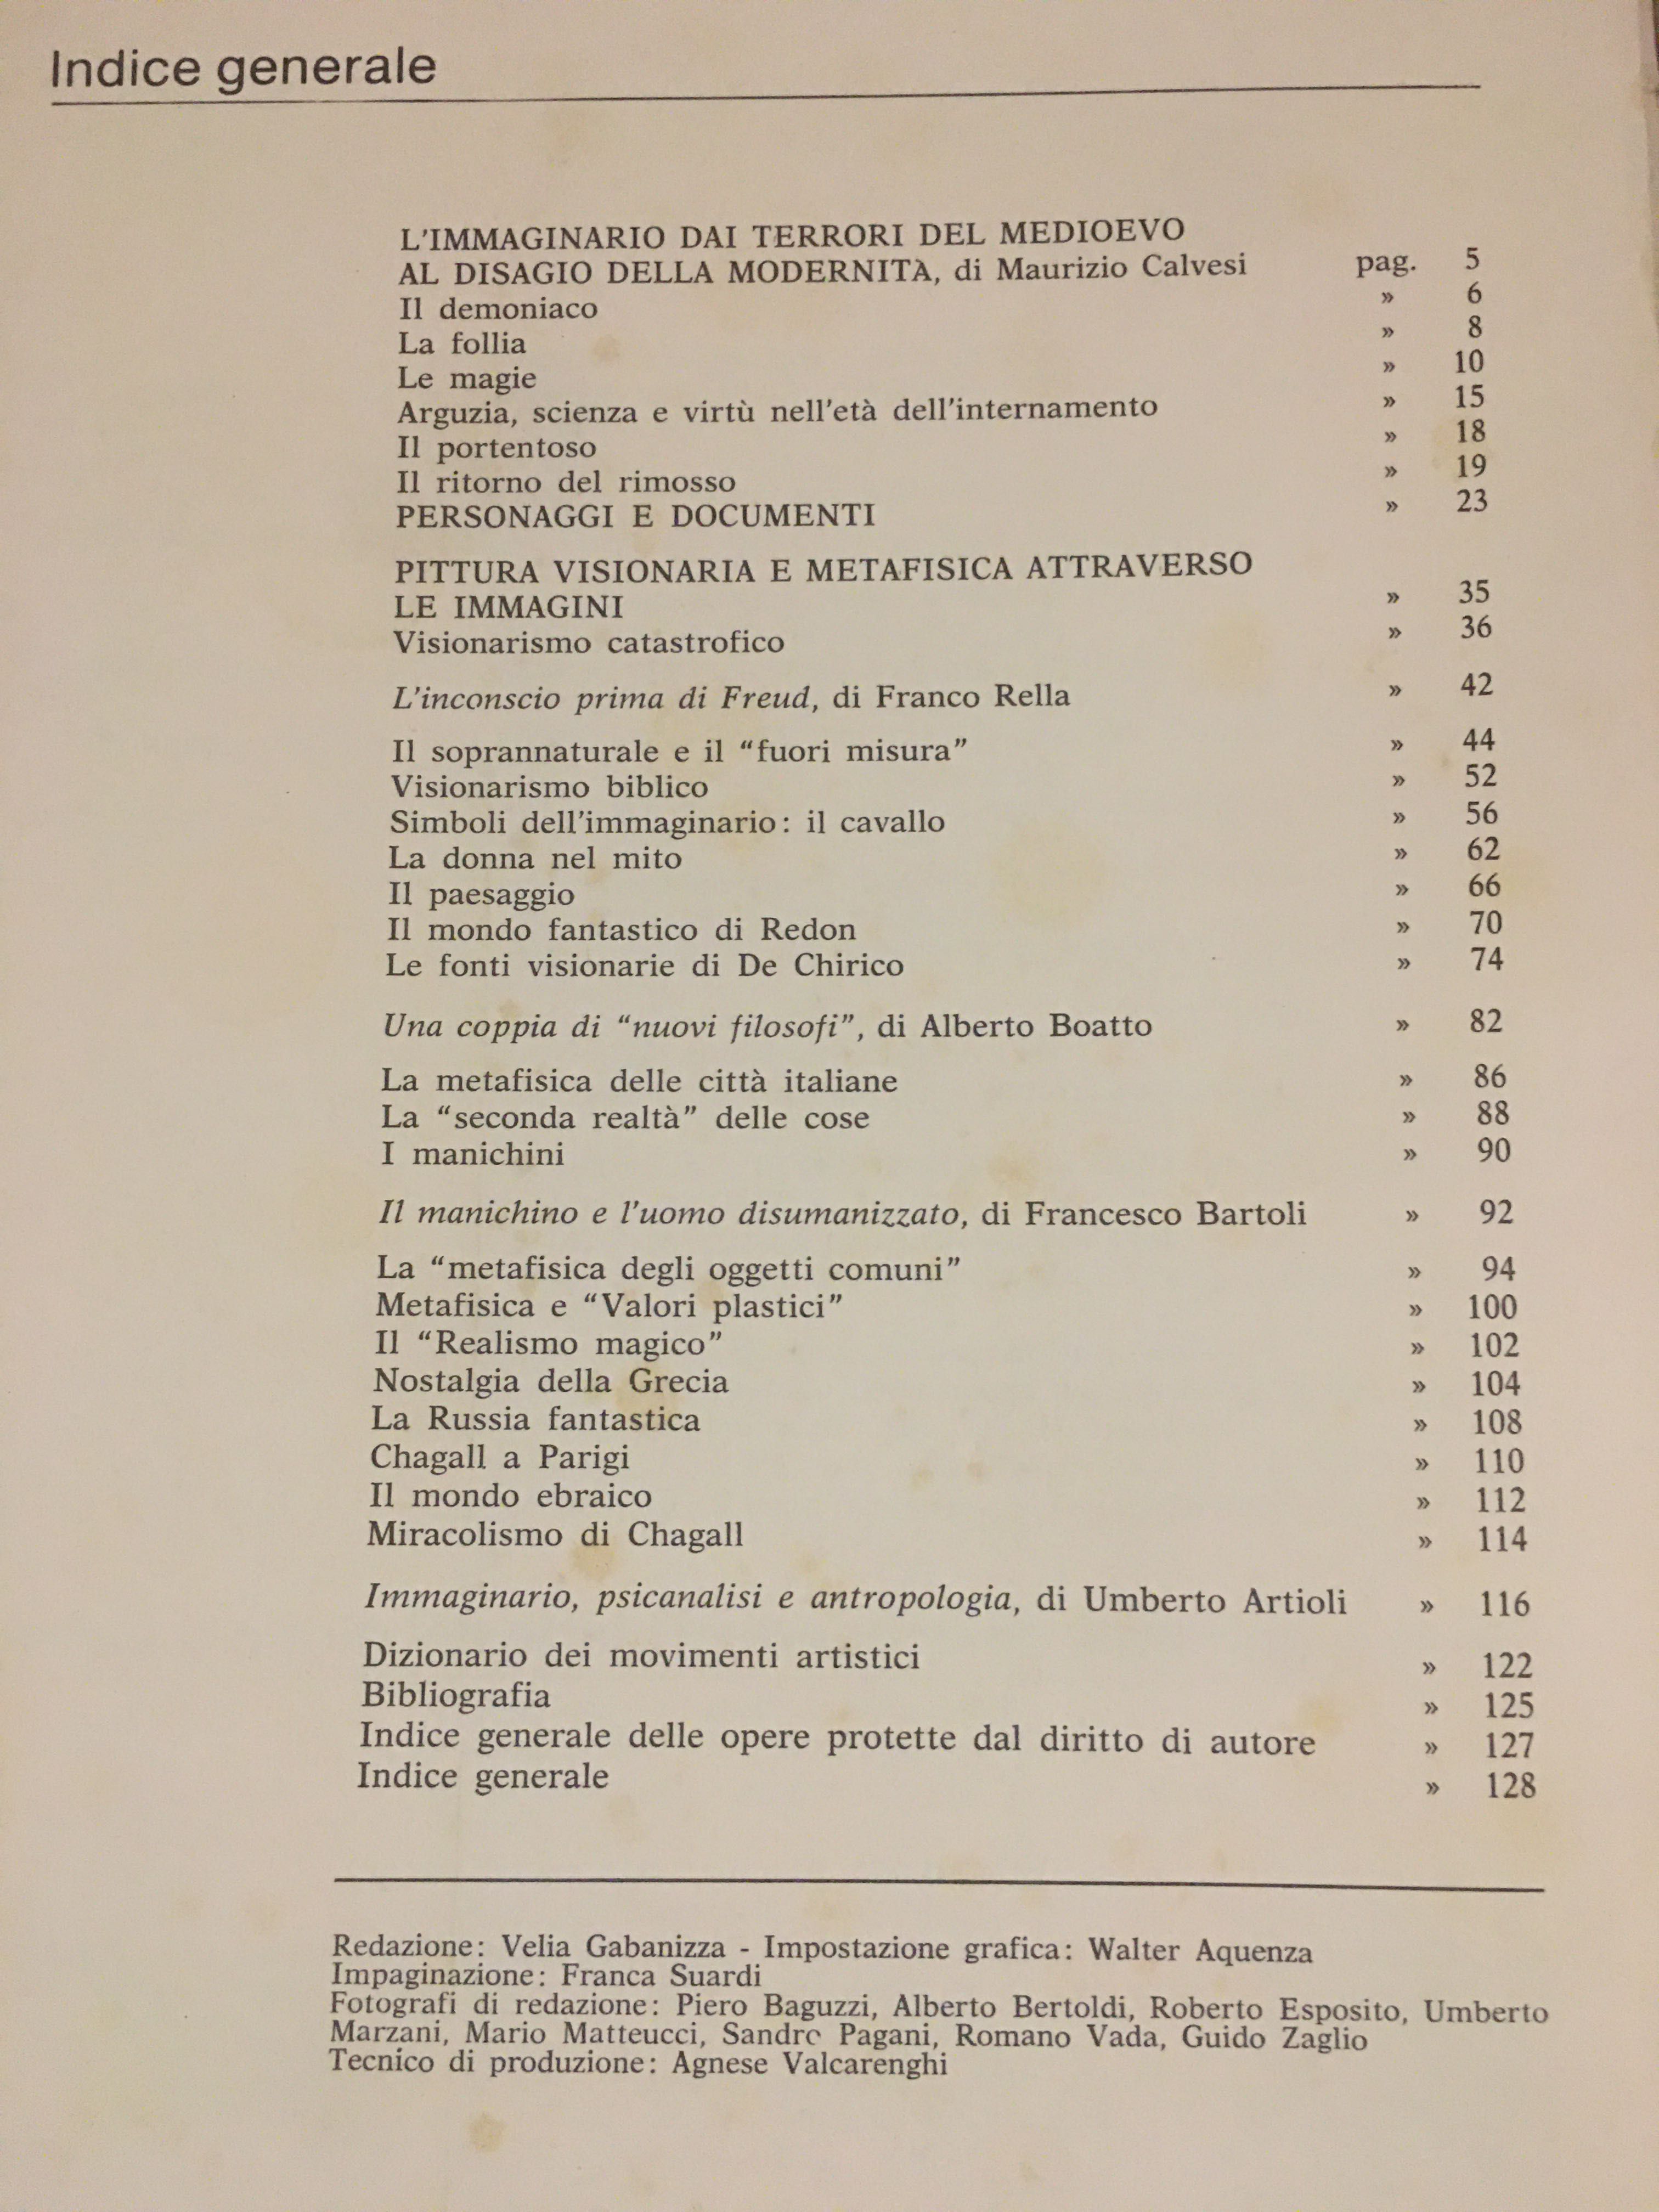 Indice generale
L'IMMAGINARIO DAI TERRORI DEL MEDIOEVO
AL DISAGIO DELLA MODERNITÀ, di Maurizio Calvesi pag. 5
Il demoniaco » 6
La follia » 8
Le magie » 10
Arguzia, scienza e virtù nell'età dell'internamento » 15
Il portentoso » 18
Il ritorno del rimosso » 19
PERSONAGGI E DOCUMENTI » 23
PITTURA VISIONARIA E METAFISICA ATTRAVERSO
LE IMMAGINI » 35
Visionarismo catastrofico » 36
L'inconscio prima di Freud, di Franco Rella » 42
Il soprannaturale e il “fuori misura” » 44
Visionarismo biblico » 52
Simboli dell'immaginario: il cavallo » 56
La donna nel mito » 62
Il paesaggio » 66
Il mondo fantastico di Redon » 70
Le fonti visionarie di De Chirico » 74
Una coppia di “nuovi filosofi”, di Alberto Boatto » 82
La metafisica delle città italiane » 86
La “seconda realtà” delle cose » 88
I manichini » 90
Il manichino e l'uomo disumanizzato, di Francesco Bartoli » 92
La “metafisica degli oggetti comuni” » 94
Metafisica e “Valori plastici” » 100
Il “Realismo magico” » 102
Nostalgia della Grecia » 104
La Russia fantastica » 108
Chagall a Parigi » 110
Il mondo ebraico » 112
Miracolismo di Chagall » 114
Immaginario, psicanalisi e antropologia, di Umberto Artioli » 116
Dizionario dei movimenti artistici » 122
Bibliografia » 125
Indice generale delle opere protette dal diritto di autore » 127
Indice generale » 128
Redazione: Velia Gabanizza - Impostazione grafica: Walter Aquenza
Impaginazione: Franca Suardi
Fotografi di redazione: Piero Baguzzi, Alberto Bertoldi, Roberto Esposito, Umberto
Marzani, Mario Matteucci, Sandro Pagani, Romano Vada, Guido Zaglio
Tecnico di produzione: Agnese Valcarenghi